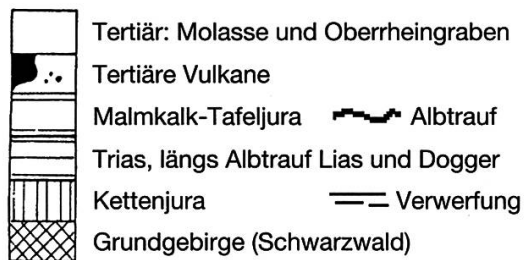 Tertiär: Molasse und Oberrheingraben
Tertiäre Vulkane
Malmkalk-Tafeljura Albtrauf
Trias, längs Albtrauf Lias und Dogger
Kettenjura Verwerfung
Grundgebirge (Schwarzwald)